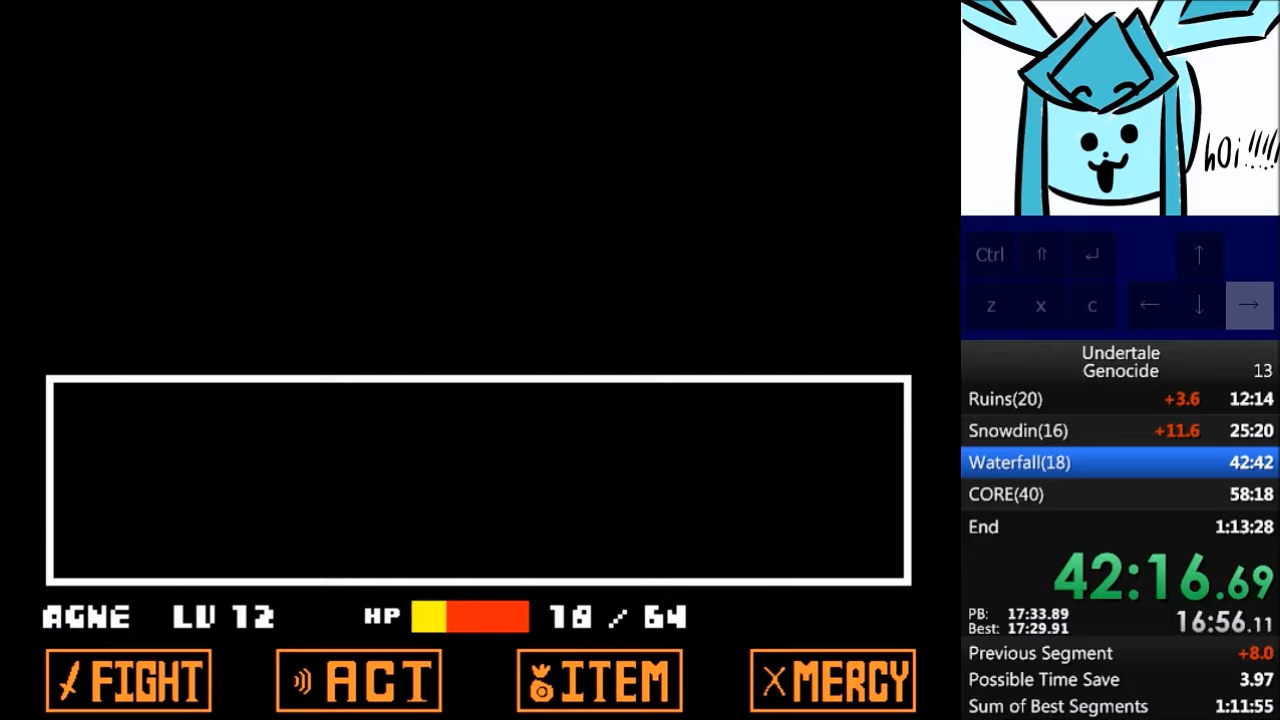 hOi!!!!!
Ctrl ⇧ ↵ ↑
z x c ← ↓ →
Undertale
Genocide 13
Ruins(20) +3.6 12:14
Snowdin(16) +11.6 25:20
Waterfall(18) 42:42
CORE(40) 58:18
End 1:13:28
42:16.69
PB: 17:33.89
Best: 17:29.91
16:56.11
Previous Segment +8.0
Possible Time Save 3.97
Sum of Best Segments 1:11:55
AGNE LV 12 HP 18 / 64
FIGHT ACT ITEM MERCY